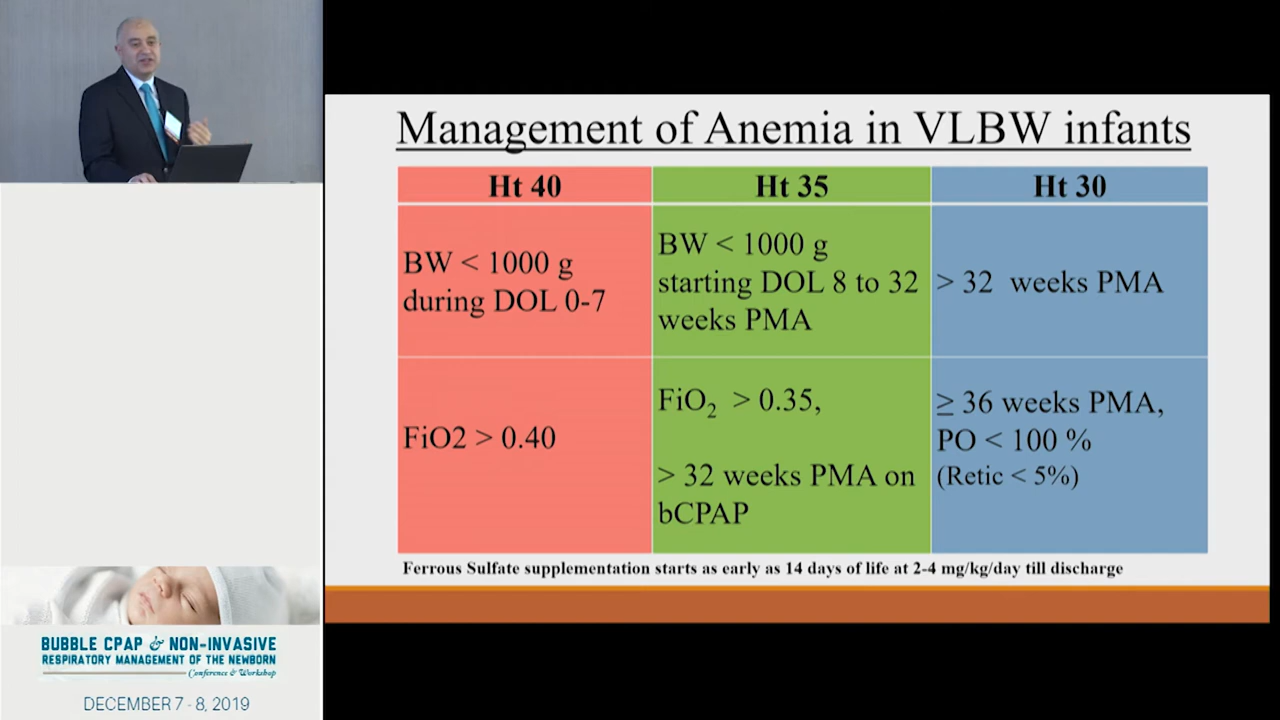 Management of Anemia in VLBW infants
Ht 40
Ht 35
Ht 30
BW < 1000 g
during DOL 0-7
BW < 1000 g
starting DOL 8 to 32
weeks PMA
> 32 weeks PMA
FiO2 > 0.40
FiO₂ > 0.35,
> 32 weeks PMA on
bCPAP
≥ 36 weeks PMA,
PO < 100 %
(Retic < 5%)
Ferrous Sulfate supplementation starts as early as 14 days of life at 2-4 mg/kg/day till discharge
BUBBLE CPAP & NON-INVASIVE
RESPIRATORY MANAGEMENT OF THE NEWBORN
Conference & Workshop
DECEMBER 7 - 8, 2019